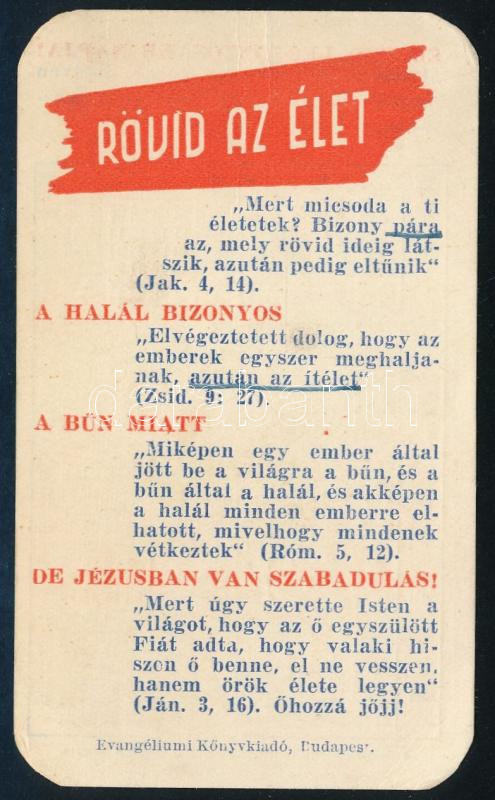 RÖVID AZ ÉLET
„Mert micsoda a ti
életetek? Bizony pára
az, mely rövid ideig lát-
szik, azután pedig eltűnik“
(Jak. 4, 14).
A HALÁL BIZONYOS
„Elvégeztetett dolog, hogy az
emberek egyszer meghalja-
nak, azután az ítélet“
(Zsid. 9: 27).
A BŰN MIATT
„Miképen egy ember által
jött be a világra a bűn, és a
bűn által a halál, és akképen
a halál minden emberre el-
hatott, mivelhogy mindenek
vétkeztek“ (Róm. 5, 12).
DE JÉZUSBAN VAN SZABADULÁS!
„Mert úgy szerette Isten a
világot, hogy az ő egyszülött
Fiát adta, hogy valaki hi-
szen ő benne, el ne vesszen,
hanem örök élete legyen“
(Ján. 3, 16). Őhozzá jőjj!
Evangéliumi Könyvkiadó, Budapest.
darabanth